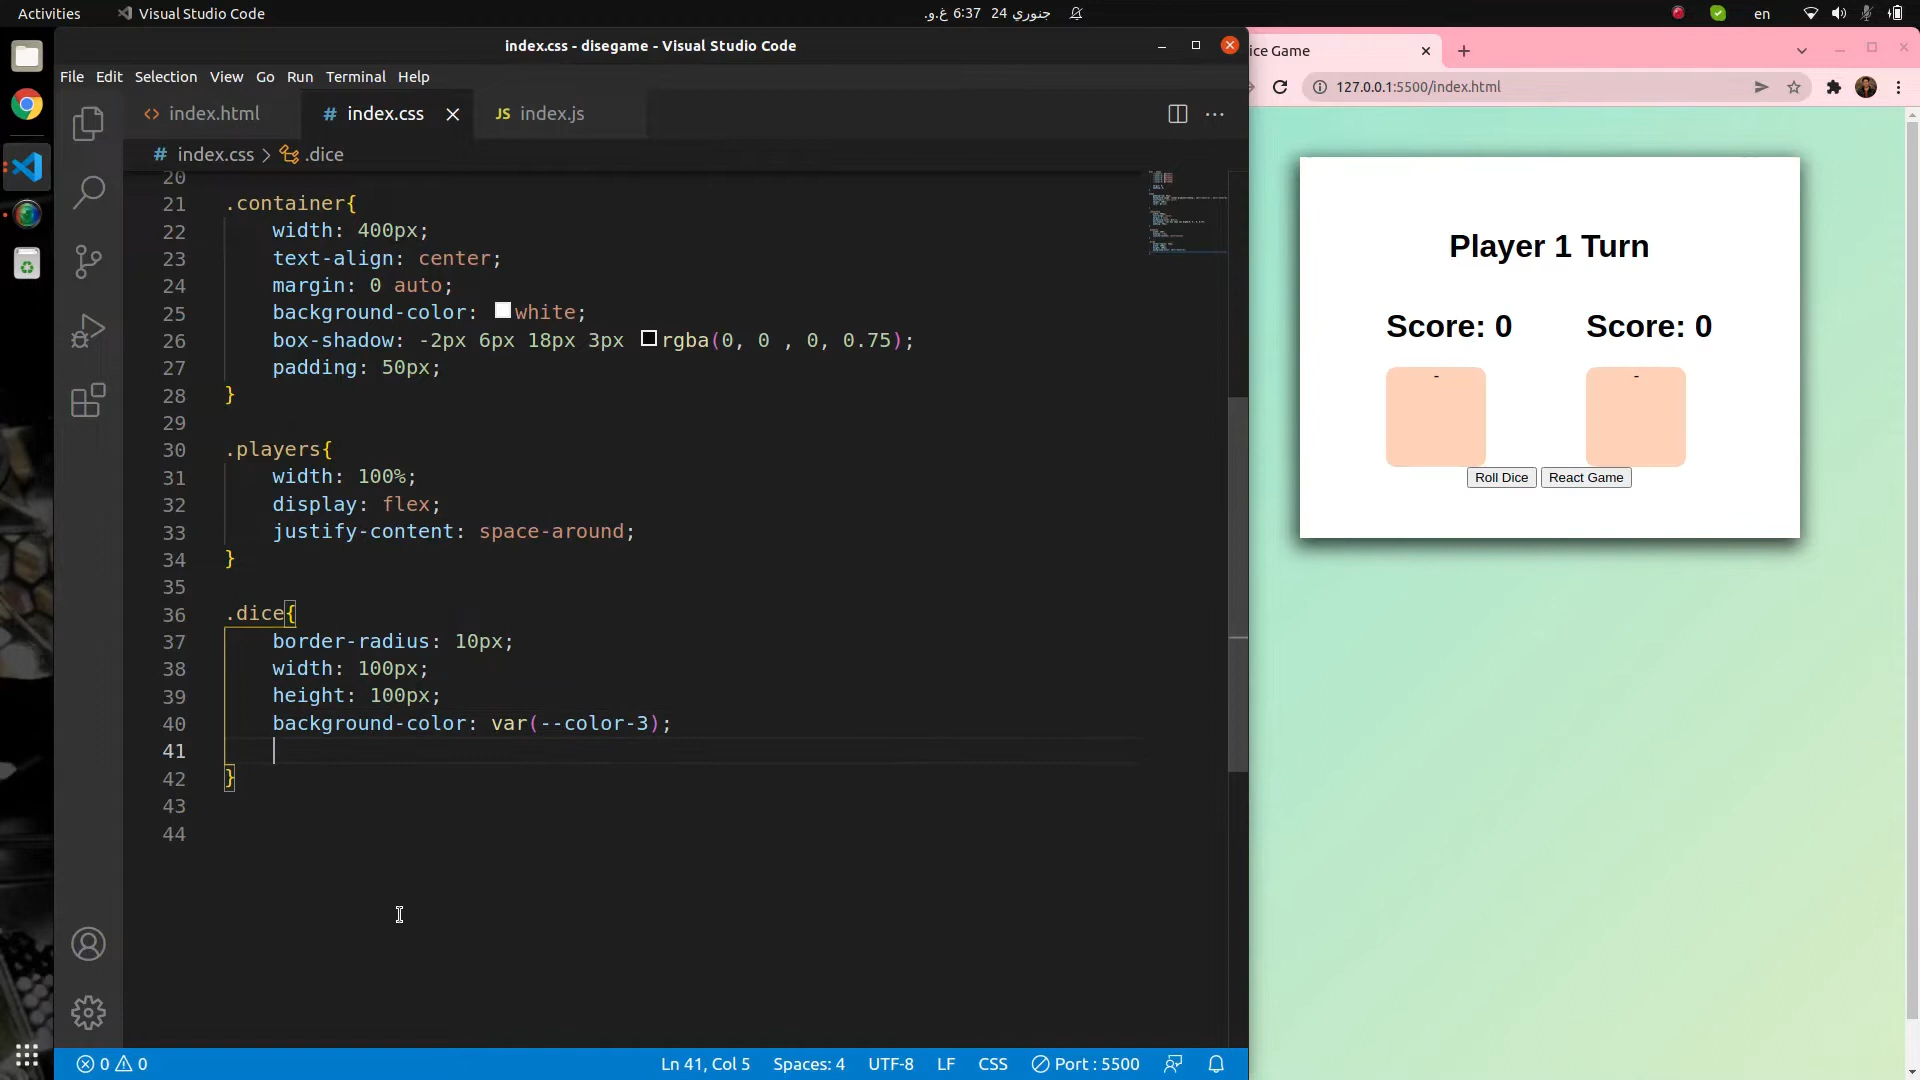 Activities
Visual Studio Code
جنوري 24  6:37 غ.و.
en
index.css - disegame - Visual Studio Code
File Edit Selection View Go Run Terminal Help
index.html
index.css
JS index.js
# index.css > .dice
20
21 .container{
22 width: 400px;
23 text-align: center;
24 margin: 0 auto;
25 background-color: white;
26 box-shadow: -2px 6px 18px 3px rgba(0, 0 , 0, 0.75);
27 padding: 50px;
28 }
29
30 .players{
31 width: 100%;
32 display: flex;
33 justify-content: space-around;
34 }
35
36 .dice{
37 border-radius: 10px;
38 width: 100px;
39 height: 100px;
40 background-color: var(--color-3);
41
42 }
43
44
0 0
Ln 41, Col 5
Spaces: 4
UTF-8
LF
CSS
Port : 5500
ice Game
127.0.0.1:5500/index.html
Player 1 Turn
Score: 0
Score: 0
-
-
Roll Dice
React Game